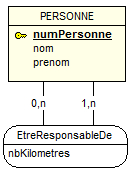 PERSONNE
numPersonne
nom
prenom
0,n 1,n
EtreResponsableDe
nbKilometres